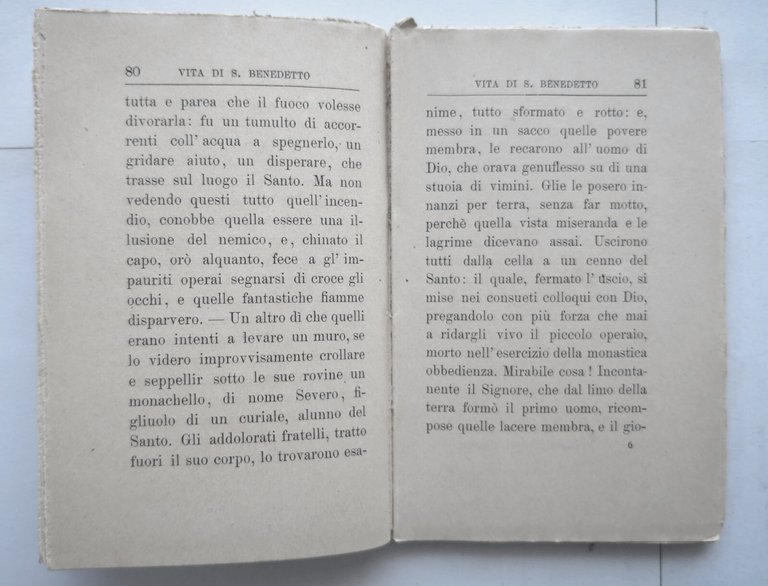 80 VITA DI S. BENEDETTO
tutta e parea che il fuoco volesse
divorarla: fu un tumulto di accor-
renti coll' acqua a spegnerlo, un
gridare aiuto, un disperare, che
trasse sul luogo il Santo. Ma non
vedendo questi tutto quell' incen-
dio, conobbe quella essere una il-
lusione del nemico, e, chinato il
capo, orò alquanto, fece a gl' im-
pauriti operai segnarsi di croce gli
occhi, e quelle fantastiche fiamme
disparvero. — Un altro dì che quelli
erano intenti a levare un muro, se
lo videro improvvisamente crollare
e seppellir sotto le sue rovine un
monachello, di nome Severo, fi-
gliuolo di un curiale, alunno del
Santo. Gli addolorati fratelli, tratto
fuori il suo corpo, lo trovarono esa-
VITA DI S. BENEDETTO 81
nime, tutto sformato e rotto: e,
messo in un sacco quelle povere
membra, le recarono all' uomo di
Dio, che orava genuflesso su di una
stuoia di vimini. Glie le posero in-
nanzi per terra, senza far motto,
perchè quella vista miseranda e le
lagrime dicevano assai. Uscirono
tutti dalla cella a un cenno del
Santo: il quale, fermato l' uscio, si
mise nei consueti colloqui con Dio,
pregandolo con più forza che mai
a ridargli vivo il piccolo operaio,
morto nell' esercizio della monastica
obbedienza. Mirabile cosa! Inconta-
nente il Signore, che dal limo della
terra formò il primo uomo, ricom-
pose quelle lacere membra, e il gio-
6